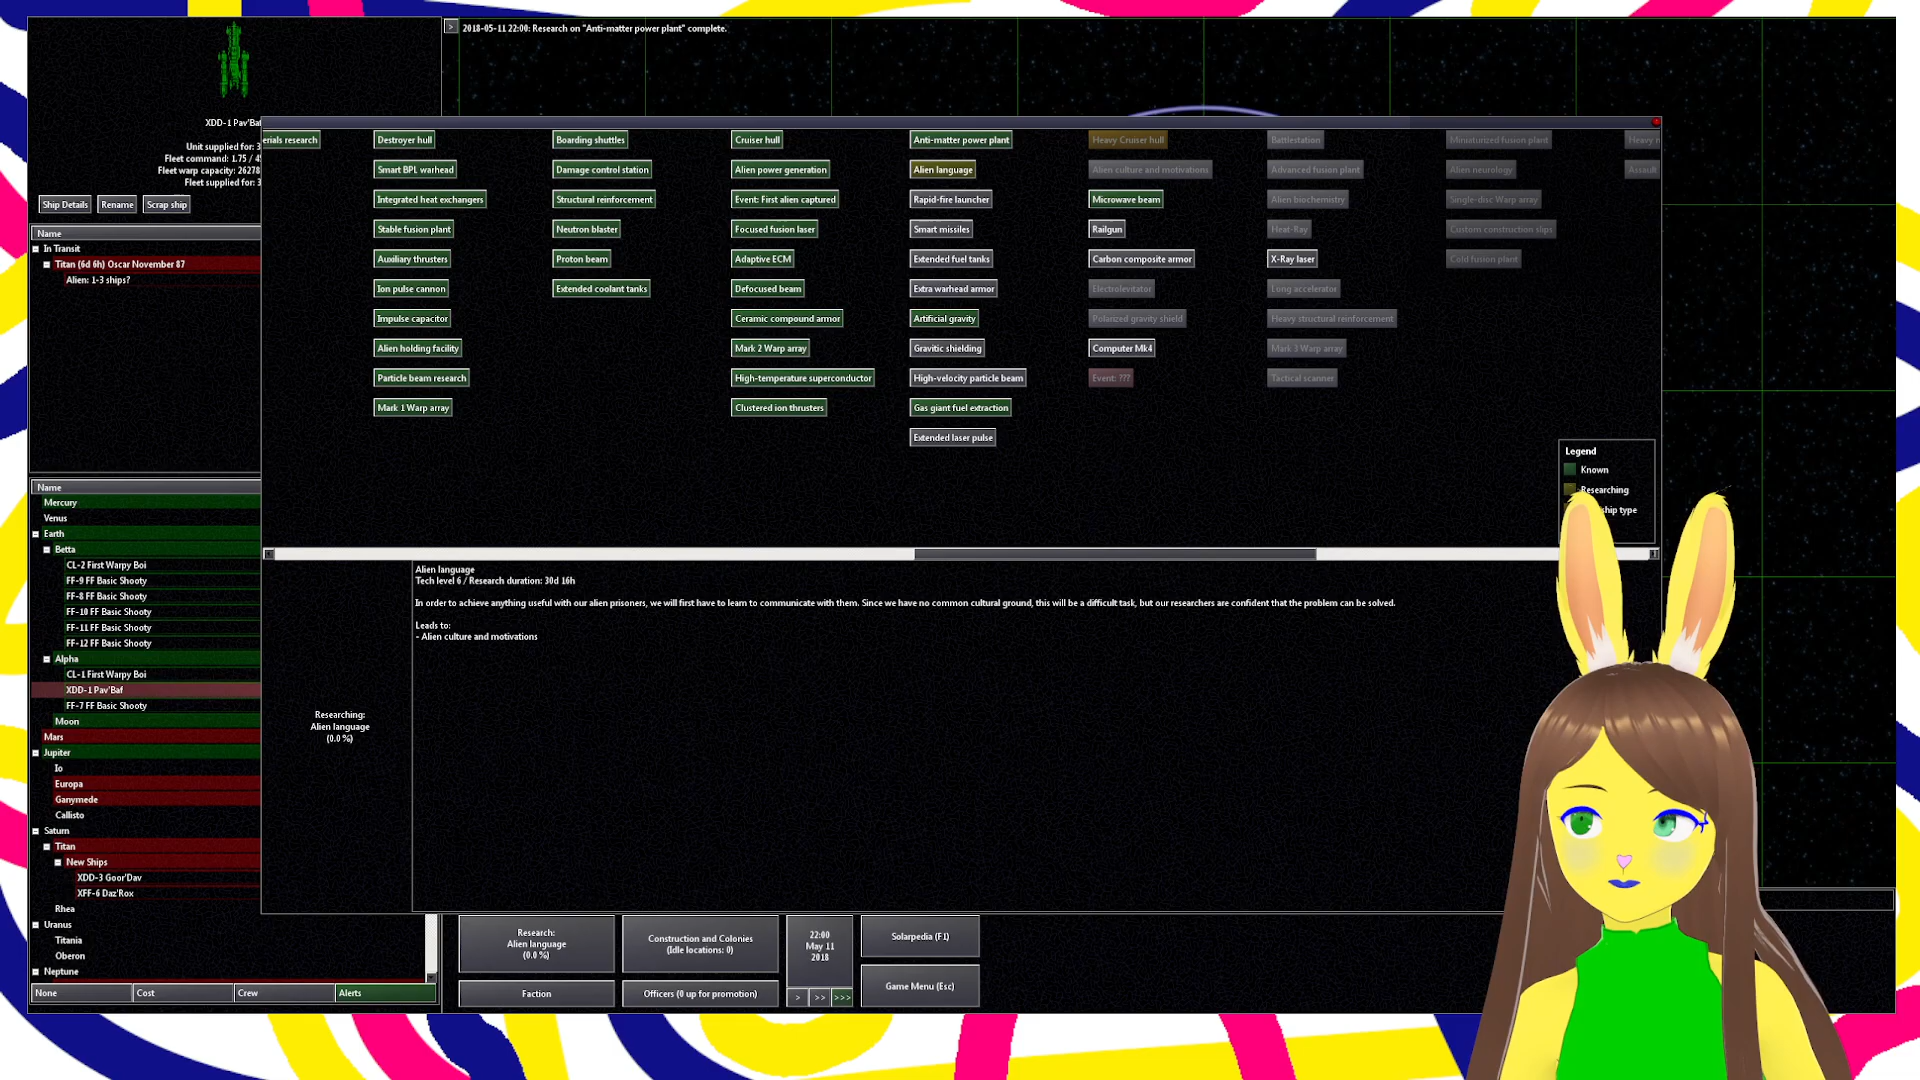 > 2018-05-11 22:00: Research on "Anti-matter power plant" complete.
XDD-1 Pav'Baf
Unit supplied for: 3
Fleet command: 1.75 / 4
Fleet warp capacity: 26278
Fleet supplied for: 3
Ship Details
Rename
Scrap ship
Name
In Transit
Titan (6d 6h) Oscar November 87
Alien: 1-3 ships?
Name
Mercury
Venus
Earth
Betta
CL-2 First Warpy Boi
FF-9 FF Basic Shooty
FF-8 FF Basic Shooty
FF-10 FF Basic Shooty
FF-11 FF Basic Shooty
FF-12 FF Basic Shooty
Alpha
CL-1 First Warpy Boi
XDD-1 Pav'Baf
FF-7 FF Basic Shooty
Moon
Mars
Jupiter
Io
Europa
Ganymede
Callisto
Saturn
Titan
New Ships
XDD-3 Goor'Dav
XFF-6 Daz'Rox
Rhea
Uranus
Titania
Oberon
Neptune
None
Cost
Crew
Alerts
erials research
Destroyer hull
Smart BPL warhead
Integrated heat exchangers
Stable fusion plant
Auxiliary thrusters
Ion pulse cannon
Impulse capacitor
Alien holding facility
Particle beam research
Mark 1 Warp array
Boarding shuttles
Damage control station
Structural reinforcement
Neutron blaster
Proton beam
Extended coolant tanks
Cruiser hull
Alien power generation
Event: First alien captured
Focused fusion laser
Adaptive ECM
Defocused beam
Ceramic compound armor
Mark 2 Warp array
High-temperature superconductor
Clustered ion thrusters
Anti-matter power plant
Alien language
Rapid-fire launcher
Smart missiles
Extended fuel tanks
Extra warhead armor
Artificial gravity
Gravitic shielding
High-velocity particle beam
Gas giant fuel extraction
Extended laser pulse
Heavy Cruiser hull
Alien culture and motivations
Microwave beam
Railgun
Carbon composite armor
Electrolevitator
Polarized gravity shield
Computer Mk4
Event: ???
Battlestation
Advanced fusion plant
Alien biochemistry
Heat-Ray
X-Ray laser
Lung accelerator
Heavy structural reinforcement
Mark 3 Warp array
Tactical scanner
Miniaturized fusion plant
Alien neurology
Single-disc Warp array
Custom construction slips
Cold fusion plant
Heavy
Assault
Legend
Known
Researching
ship type
Researching:
Alien language
(0.0 %)
Alien language
Tech level 6 / Research duration: 30d 16h
In order to achieve anything useful with our alien prisoners, we will first have to learn to communicate with them. Since we have no common cultural ground, this will be a difficult task, but our researchers are confident that the problem can be solved.
Leads to:
- Alien culture and motivations
Research:
Alien language
(0.0 %)
Construction and Colonies
(Idle locations: 0)
22:00
May 11
2018
Solarpedia (F1)
Faction
Officers (0 up for promotion)
> >> >>>
Game Menu (Esc)